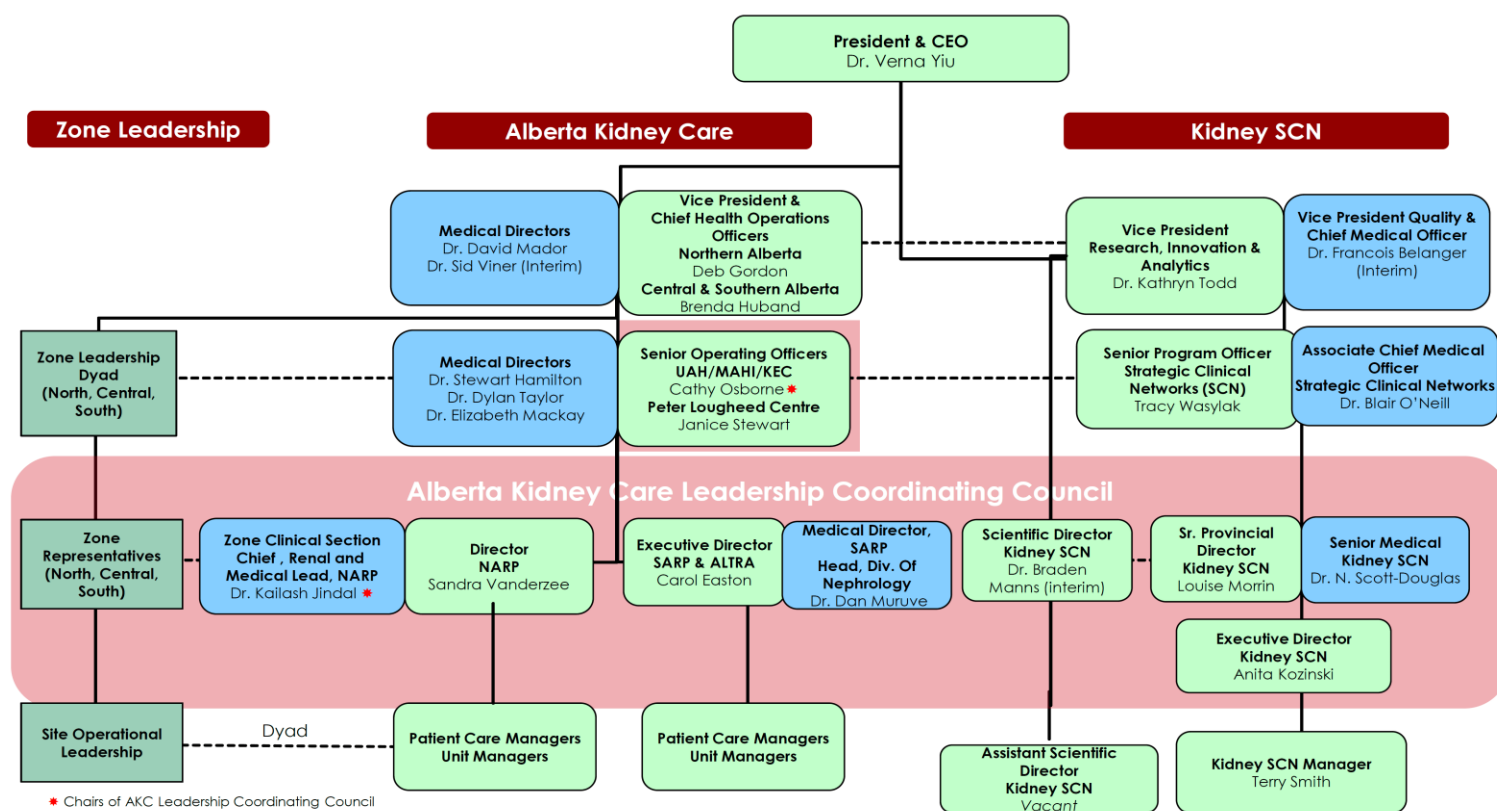 President & CEO
Dr. Verna Yiu
Zone Leadership
Alberta Kidney Care
Kidney SCN
Medical Directors
Dr. David Mador
Dr. Sid Viner (Interim)
Vice President &
Chief Health Operations
Officers
Northern Alberta
Deb Gordon
Central & Southern Alberta
Brenda Huband
Vice President
Research, Innovation &
Analytics
Dr. Kathryn Todd
Vice President Quality &
Chief Medical Officer
Dr. Francois Belanger
(Interim)
Zone Leadership
Dyad
(North, Central,
South)
Medical Directors
Dr. Stewart Hamilton
Dr. Dylan Taylor
Dr. Elizabeth Mackay
Senior Operating Officers
UAH/MAHI/KEC
Cathy Osborne
Peter Lougheed Centre
Janice Stewart
Senior Program Officer
Strategic Clinical
Networks (SCN)
Tracy Wasylak
Associate Chief Medical
Officer
Strategic Clinical Networks
Dr. Blair O’Neill
Alberta Kidney Care Leadership Coordinating Council
Zone
Representatives
(North, Central,
South)
Zone Clinical Section
Chief , Renal and
Medical Lead, NARP
Dr. Kailash Jindal
Director
NARP
Sandra Vanderzee
Executive Director
SARP & ALTRA
Carol Easton
Medical Director,
SARP
Head, Div. Of
Nephrology
Dr. Dan Muruve
Scientific Director
Kidney SCN
Dr. Braden
Manns (interim)
Sr. Provincial
Director
Kidney SCN
Louise Morrin
Senior Medical
Kidney SCN
Dr. N. Scott-Douglas
Executive Director
Kidney SCN
Anita Kozinski
Site Operational
Leadership
Dyad
Patient Care Managers
Unit Managers
Patient Care Managers
Unit Managers
Assistant Scientific
Director
Kidney SCN
Vacant
Kidney SCN Manager
Terry Smith
Chairs of AKC Leadership Coordinating Council